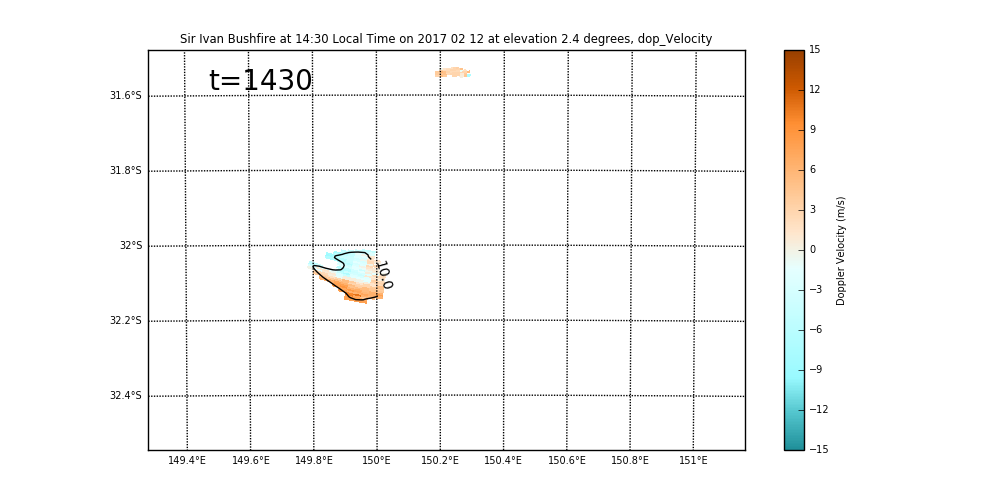 Sir Ivan Bushfire at 14:30 Local Time on 2017 02 12 at elevation 2.4 degrees, dop_Velocity
t=1430
31.6°S
31.8°S
32°S
32.2°S
32.4°S
10.0
149.4°E 149.6°E 149.8°E 150°E 150.2°E 150.4°E 150.6°E 150.8°E 151°E
15
12
9
6
3
0
−3
−6
−9
−12
−15
Doppler Velocity (m/s)